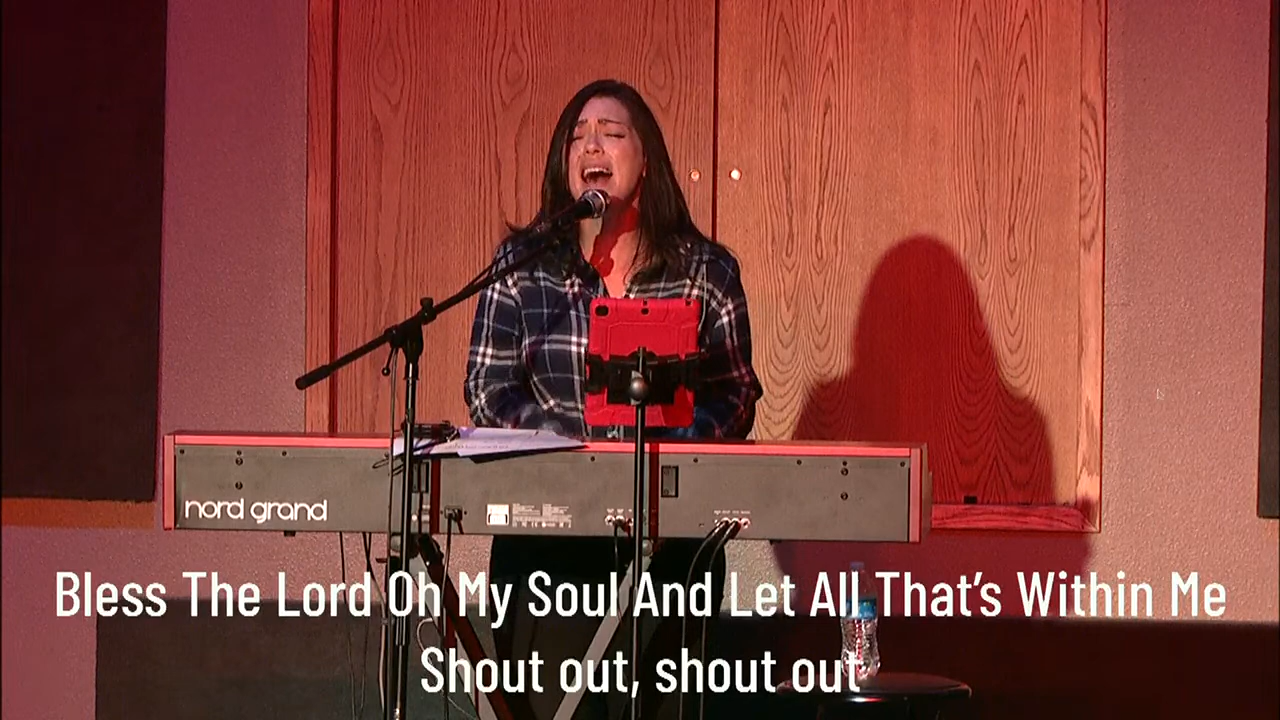 nord grand
Bless The Lord Oh My Soul And Let All That's Within Me
Shout out, shout out